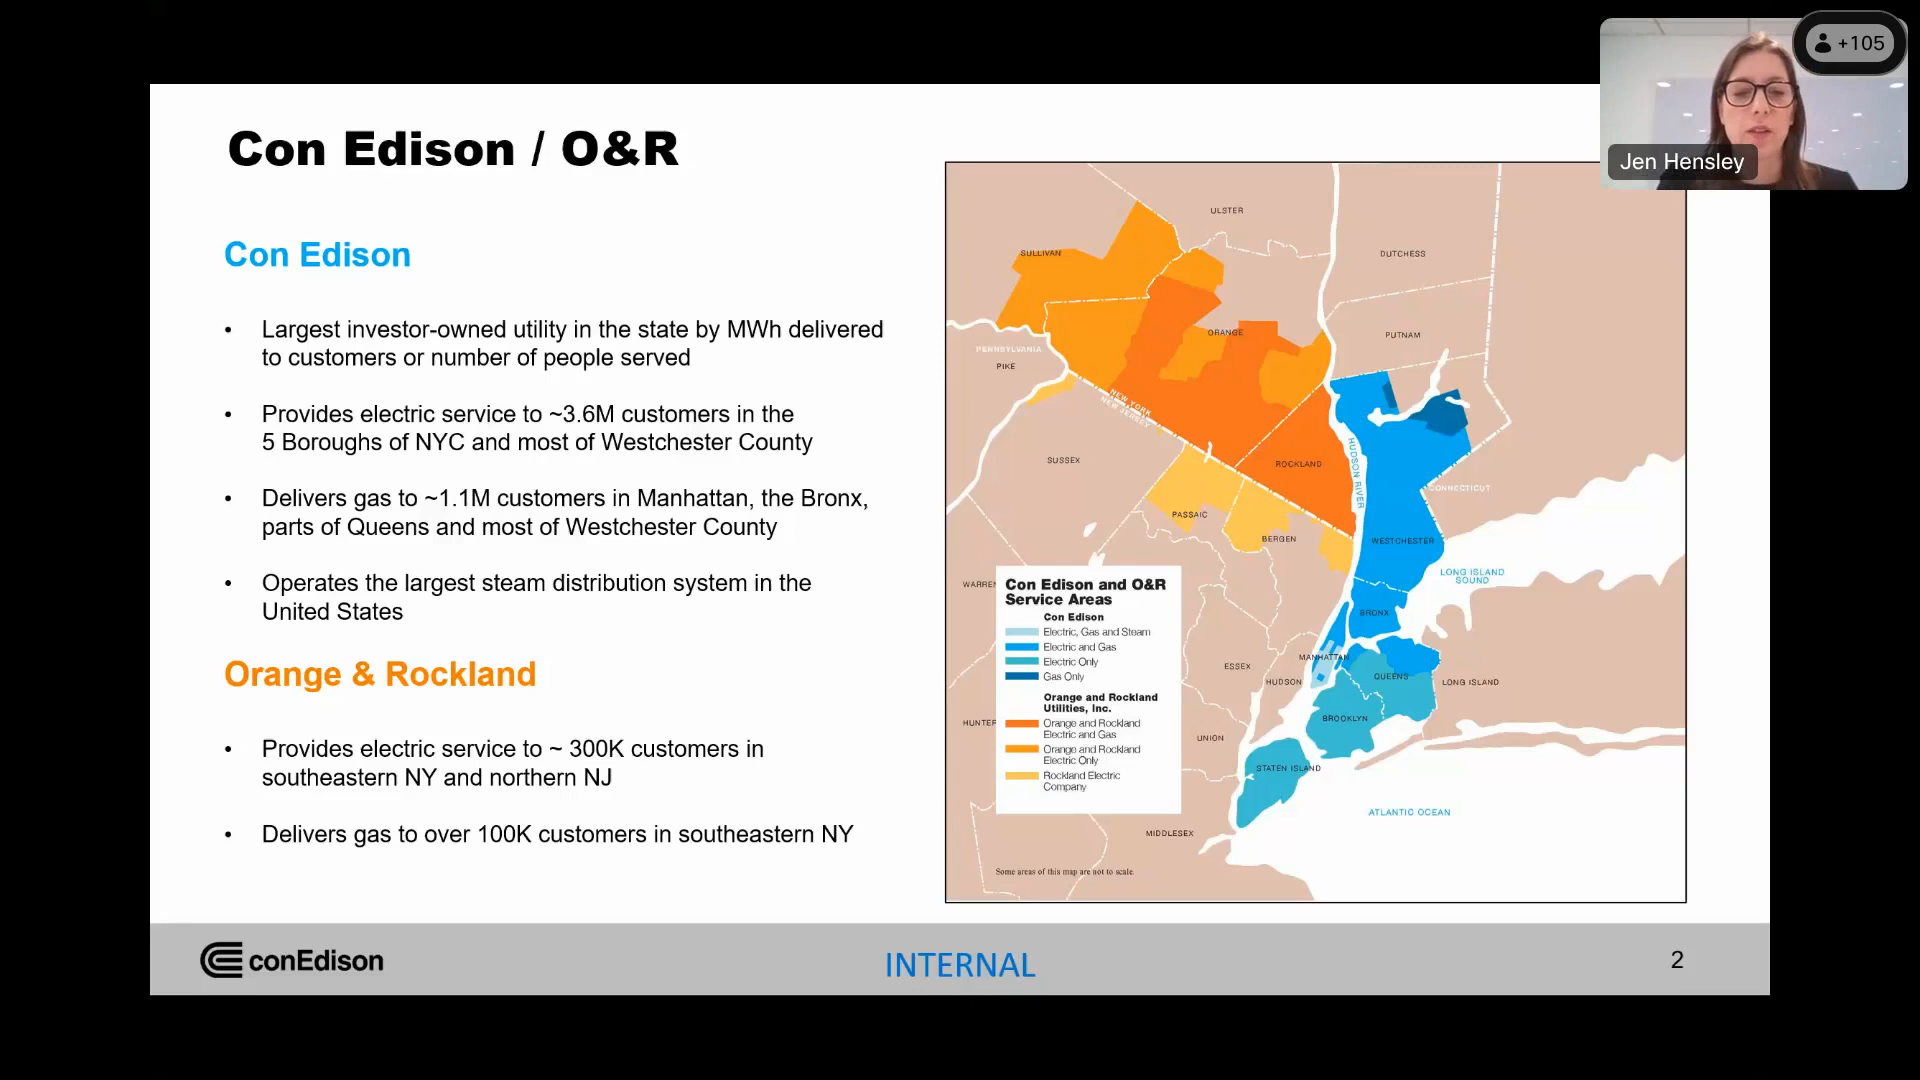 +105
Jen Hensley
Con Edison / O&R
Con Edison
• Largest investor-owned utility in the state by MWh delivered
to customers or number of people served
• Provides electric service to ~3.6M customers in the
5 Boroughs of NYC and most of Westchester County
• Delivers gas to ~1.1M customers in Manhattan, the Bronx,
parts of Queens and most of Westchester County
• Operates the largest steam distribution system in the
United States
Orange & Rockland
• Provides electric service to ~ 300K customers in
southeastern NY and northern NJ
• Delivers gas to over 100K customers in southeastern NY
ULSTER
SULLIVAN
DUTCHESS
ORANGE
PUTNAM
PENNSYLVANIA
PIKE
NEW YORK
NEW JERSEY
HUDSON RIVER
SUSSEX
ROCKLAND
CONNECTICUT
PASSAIC
BERGEN
WESTCHESTER
LONG ISLAND
SOUND
WARREN
BRONX
MANHATTAN
ESSEX
HUDSON
QUEENS
LONG ISLAND
HUNTER
BROOKLYN
UNION
STATEN ISLAND
ATLANTIC OCEAN
MIDDLESEX
Con Edison and O&R
Service Areas
Con Edison
Electric, Gas and Steam
Electric and Gas
Electric Only
Gas Only
Orange and Rockland
Utilities, Inc.
Orange and Rockland
Electric and Gas
Orange and Rockland
Electric Only
Rockland Electric
Company
Some areas of this map are not to scale.
conEdison
INTERNAL
2